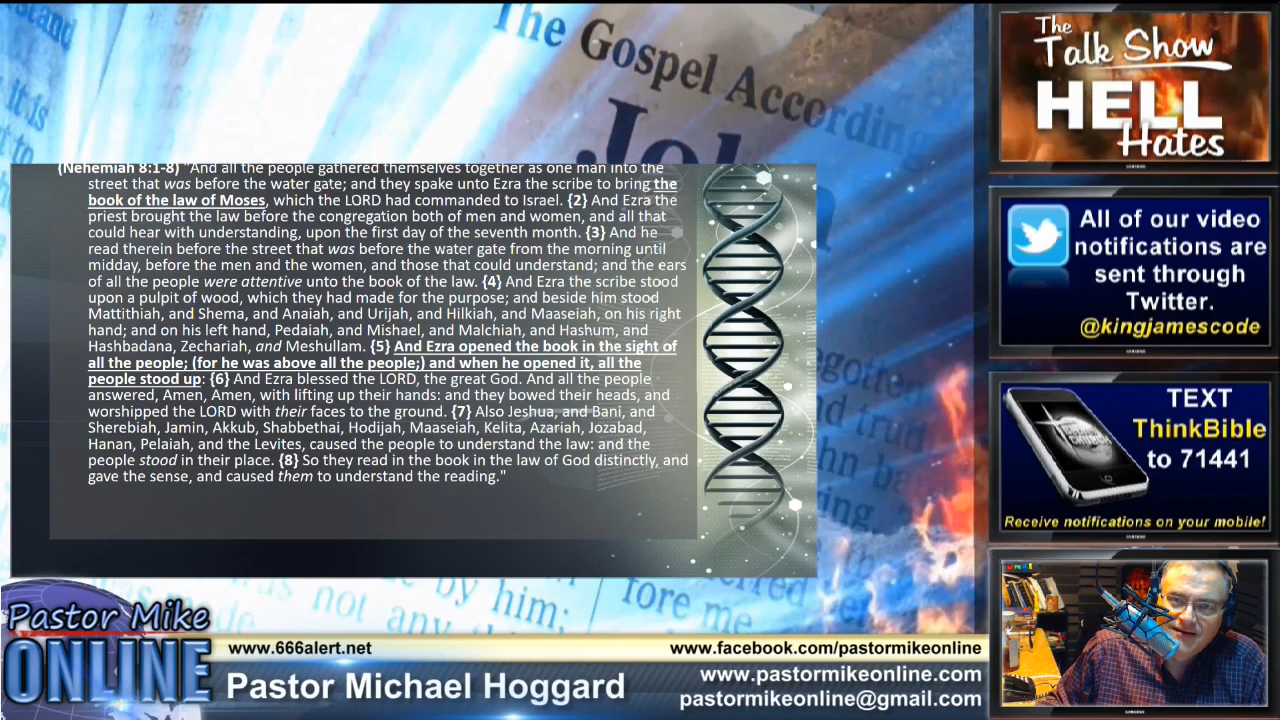 The Gospel According
John
(Nehemiah 8:1-8) "And all the people gathered themselves together as one man into the
street that was before the water gate; and they spake unto Ezra the scribe to bring the
book of the law of Moses, which the LORD had commanded to Israel. {2} And Ezra the
priest brought the law before the congregation both of men and women, and all that
could hear with understanding, upon the first day of the seventh month. {3} And he
read therein before the street that was before the water gate from the morning until
midday, before the men and the women, and those that could understand; and the ears
of all the people were attentive unto the book of the law. {4} And Ezra the scribe stood
upon a pulpit of wood, which they had made for the purpose; and beside him stood
Mattithiah, and Shema, and Anaiah, and Urijah, and Hilkiah, and Maaseiah, on his right
hand; and on his left hand, Pedaiah, and Mishael, and Malchiah, and Hashum, and
Hashbadana, Zechariah, and Meshullam. {5} And Ezra opened the book in the sight of
all the people; (for he was above all the people;) and when he opened it, all the
people stood up: {6} And Ezra blessed the LORD, the great God. And all the people
answered, Amen, Amen, with lifting up their hands: and they bowed their heads, and
worshipped the LORD with their faces to the ground. {7} Also Jeshua, and Bani, and
Sherebiah, Jamin, Akkub, Shabbethai, Hodijah, Maaseiah, Kelita, Azariah, Jozabad,
Hanan, Pelaiah, and the Levites, caused the people to understand the law: and the
people stood in their place. {8} So they read in the book in the law of God distinctly, and
gave the sense, and caused them to understand the reading."
by him;
was not any
fore me
The
Talk Show
HELL
Hates
All of our video
notifications are
sent through
Twitter.
@kingjamescode
TEXT
ThinkBible
to 71441
Receive notifications on your mobile!
Pastor Mike
ONLINE
www.666alert.net
www.facebook.com/pastormikeonline
Pastor Michael Hoggard
www.pastormikeonline.com
pastormikeonline@gmail.com